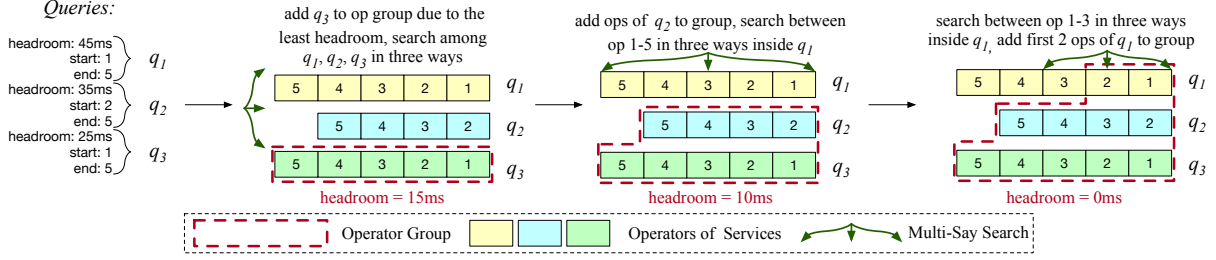 Queries:
headroom: 45ms
start: 1
end: 5
q1
headroom: 35ms
start: 2
end: 5
q2
headroom: 25ms
start: 1
end: 5
q3
add q3 to op group due to the
least headroom, search among
q1, q2, q3 in three ways
5 4 3 2 1 q1
5 4 3 2 q2
5 4 3 2 1 q3
headroom = 15ms
add ops of q2 to group, search between
op 1-5 in three ways inside q1
5 4 3 2 1 q1
5 4 3 2 q2
5 4 3 2 1 q3
headroom = 10ms
search between op 1-3 in three ways
inside q1, add first 2 ops of q1 to group
5 4 3 2 1 q1
5 4 3 2 q2
5 4 3 2 1 q3
headroom = 0ms
Operator Group
Operators of Services
Multi-Say Search